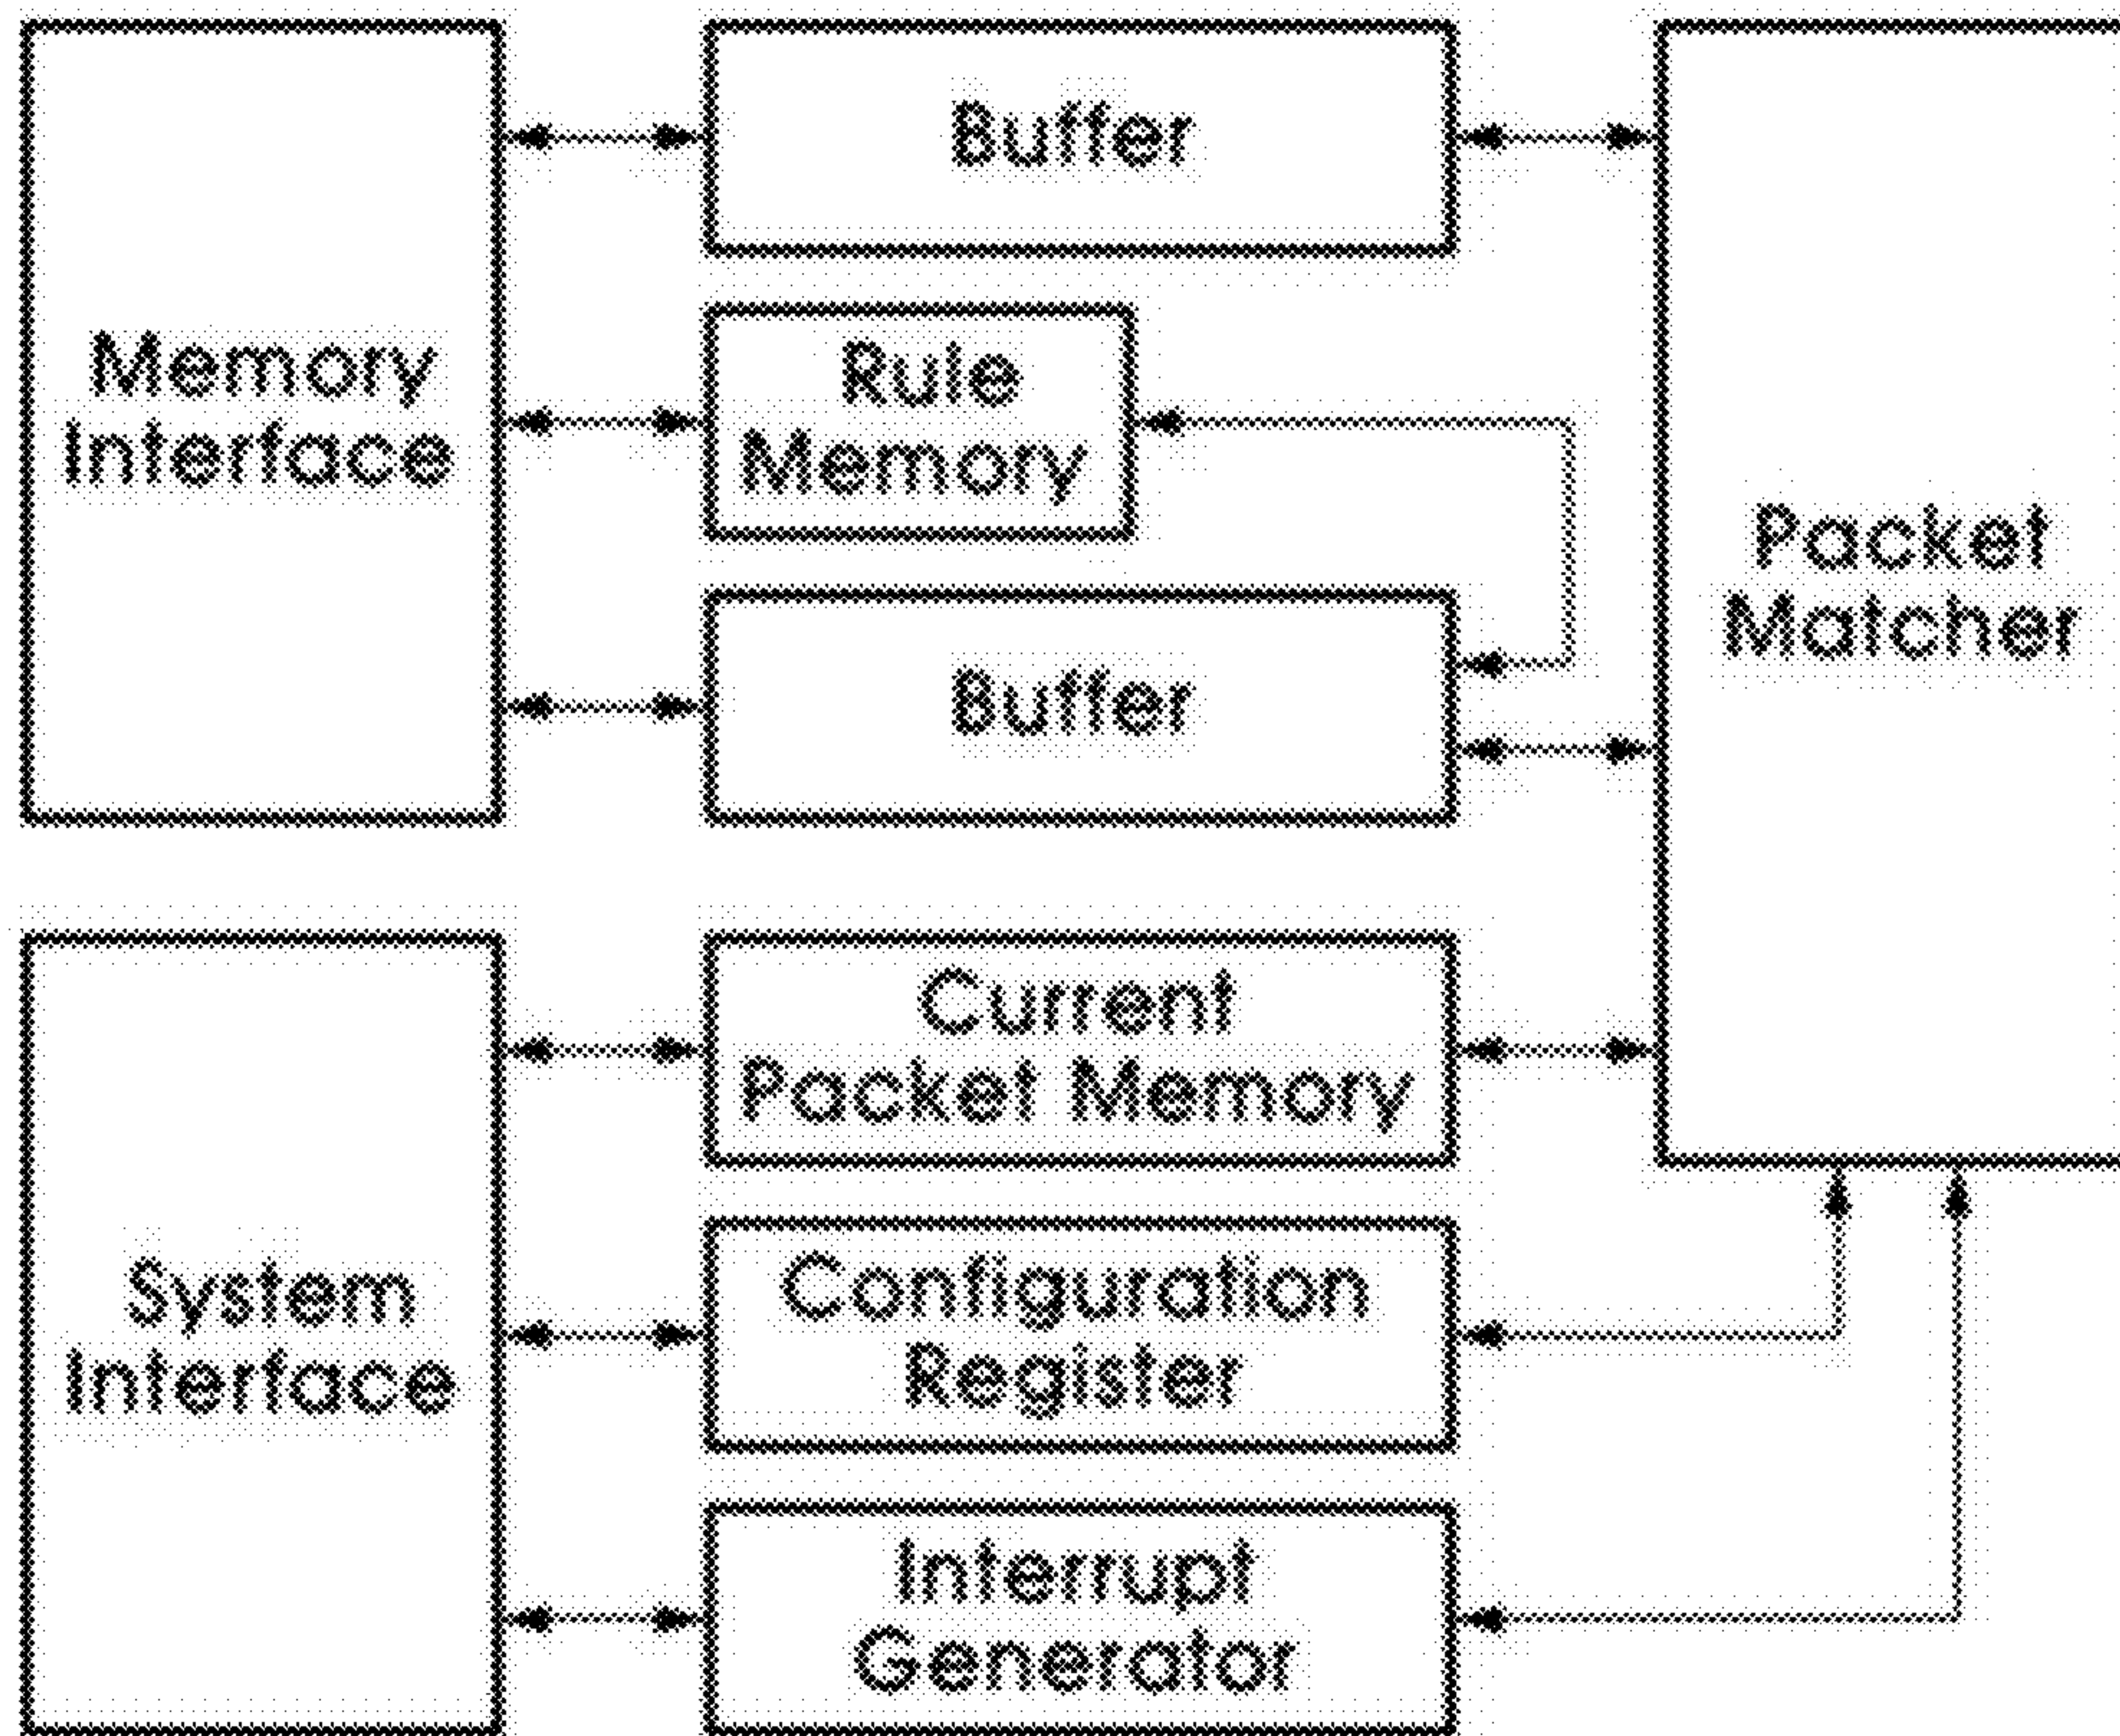 Buffer
Memory
Interface
Rule
Memory
Buffer
Packet
Matcher
Current
Packet Memory
System
Interface
Configuration
Register
Interrupt
Generator